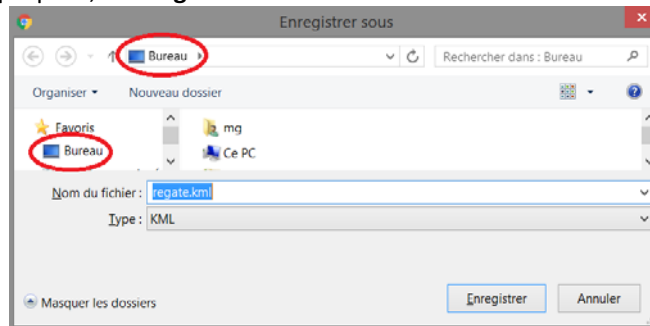 Enregistrer sous
Bureau
Rechercher dans : Bureau
Organiser
Nouveau dossier
Favoris
mg
Bureau
Ce PC
Nom du fichier : regate.kml
Type : KML
Masquer les dossiers
Enregistrer
Annuler